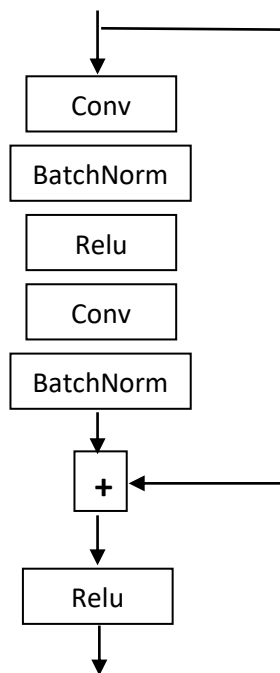 Conv
BatchNorm
Relu
Conv
BatchNorm
+
Relu